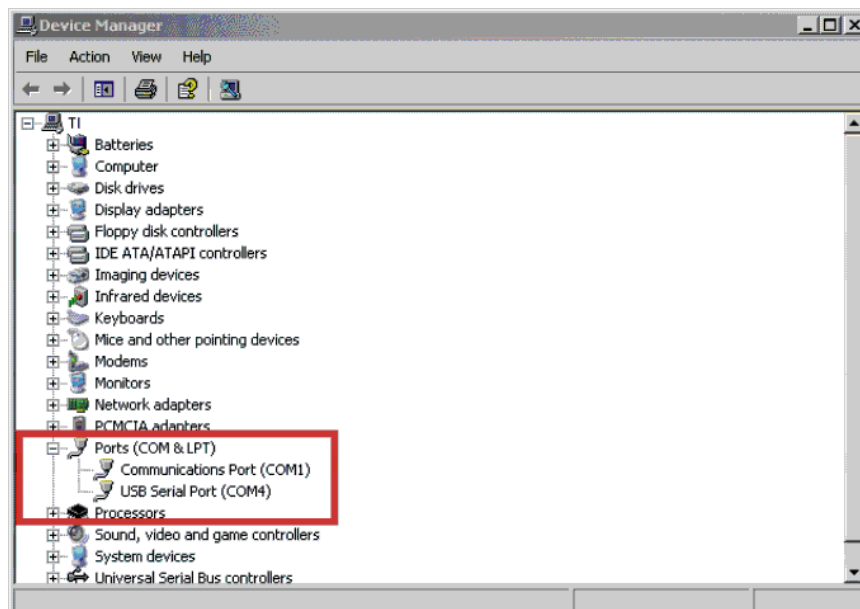 Device Manager
File Action View Help
TI
Batteries
Computer
Disk drives
Display adapters
Floppy disk controllers
IDE ATA/ATAPI controllers
Imaging devices
Infrared devices
Keyboards
Mice and other pointing devices
Modems
Monitors
Network adapters
PCMCIA adapters
Ports (COM & LPT)
Communications Port (COM1)
USB Serial Port (COM4)
Processors
Sound, video and game controllers
System devices
Universal Serial Bus controllers